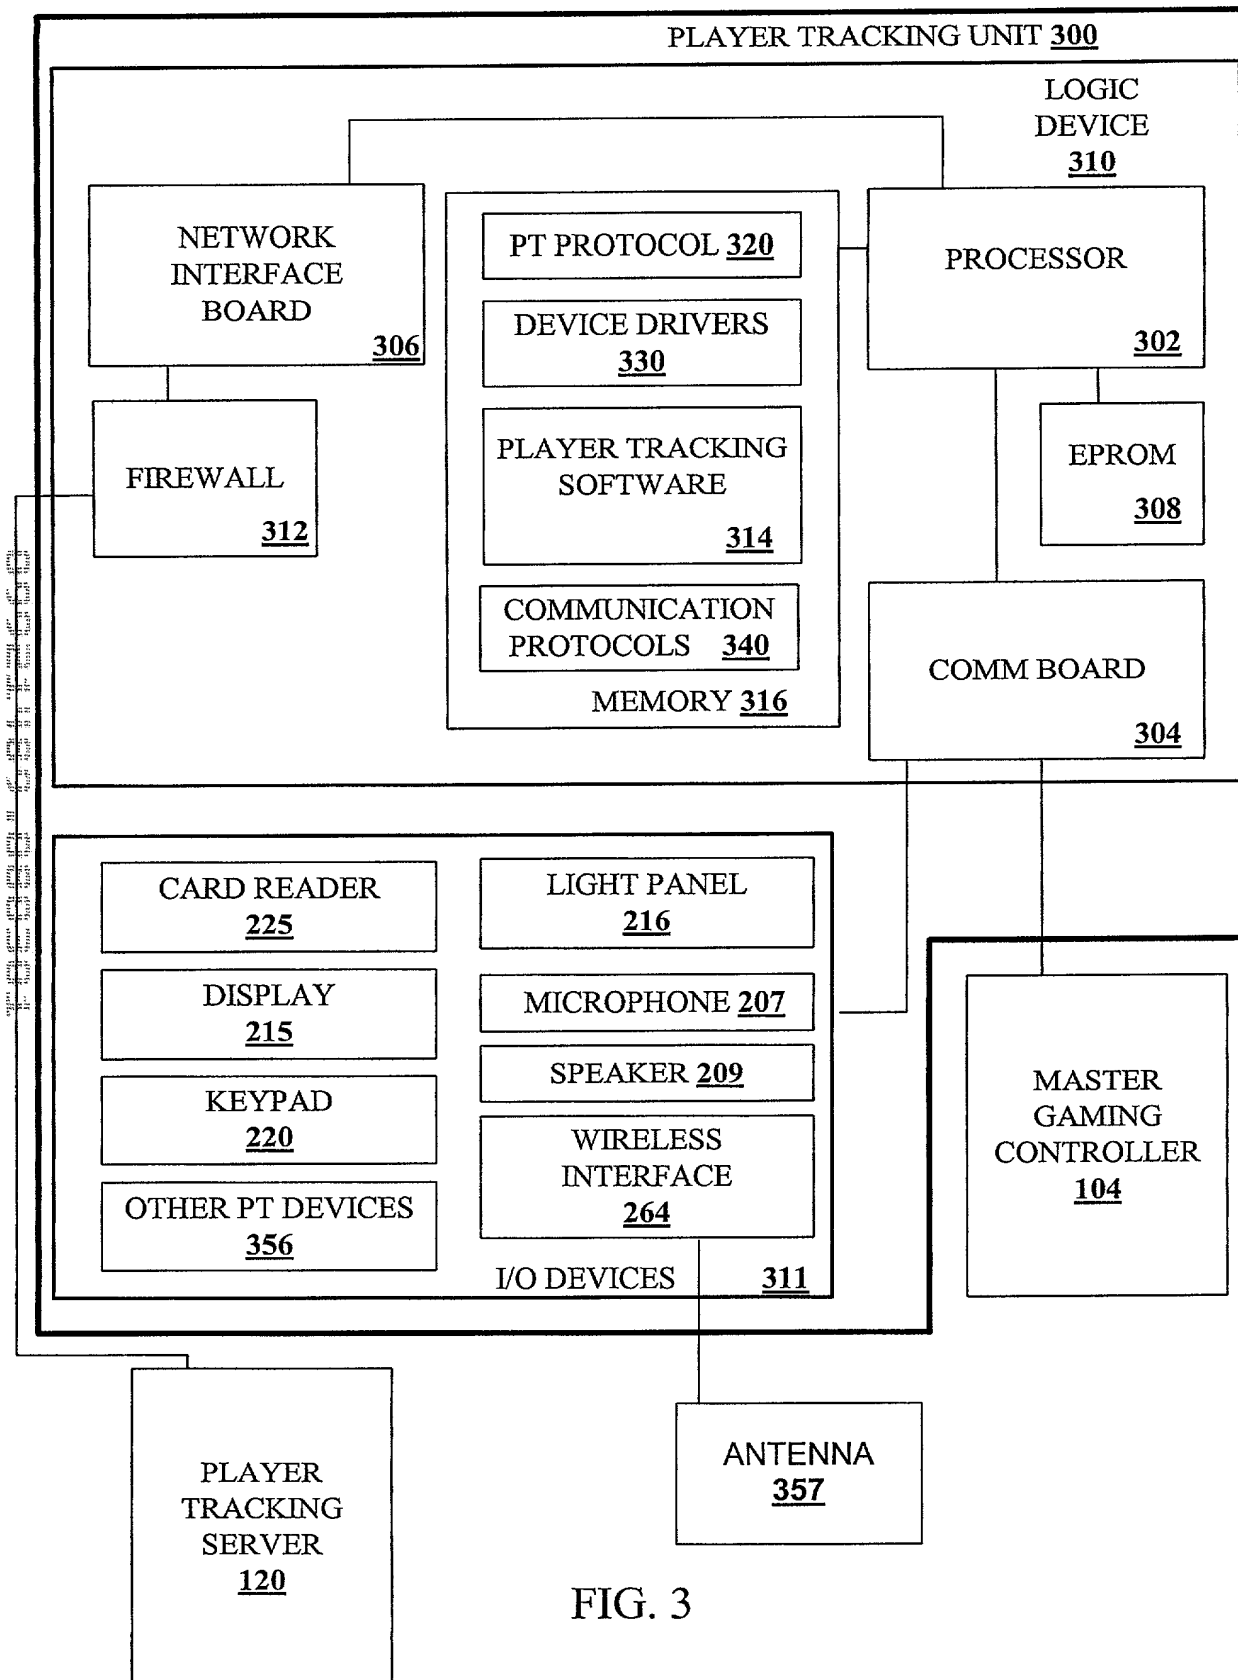 PLAYER TRACKING UNIT 300
LOGIC
DEVICE
310
NETWORK
INTERFACE
BOARD
306
PT PROTOCOL 320
DEVICE DRIVERS
330
PLAYER TRACKING
SOFTWARE
314
COMMUNICATION
PROTOCOLS 340
MEMORY 316
PROCESSOR
302
FIREWALL
312
EPROM
308
COMM BOARD
304
CARD READER
225
LIGHT PANEL
216
DISPLAY
215
MICROPHONE 207
SPEAKER 209
KEYPAD
220
WIRELESS
INTERFACE
264
OTHER PT DEVICES
356
I/O DEVICES 311
MASTER
GAMING
CONTROLLER
104
PLAYER
TRACKING
SERVER
120
ANTENNA
357
FIG. 3